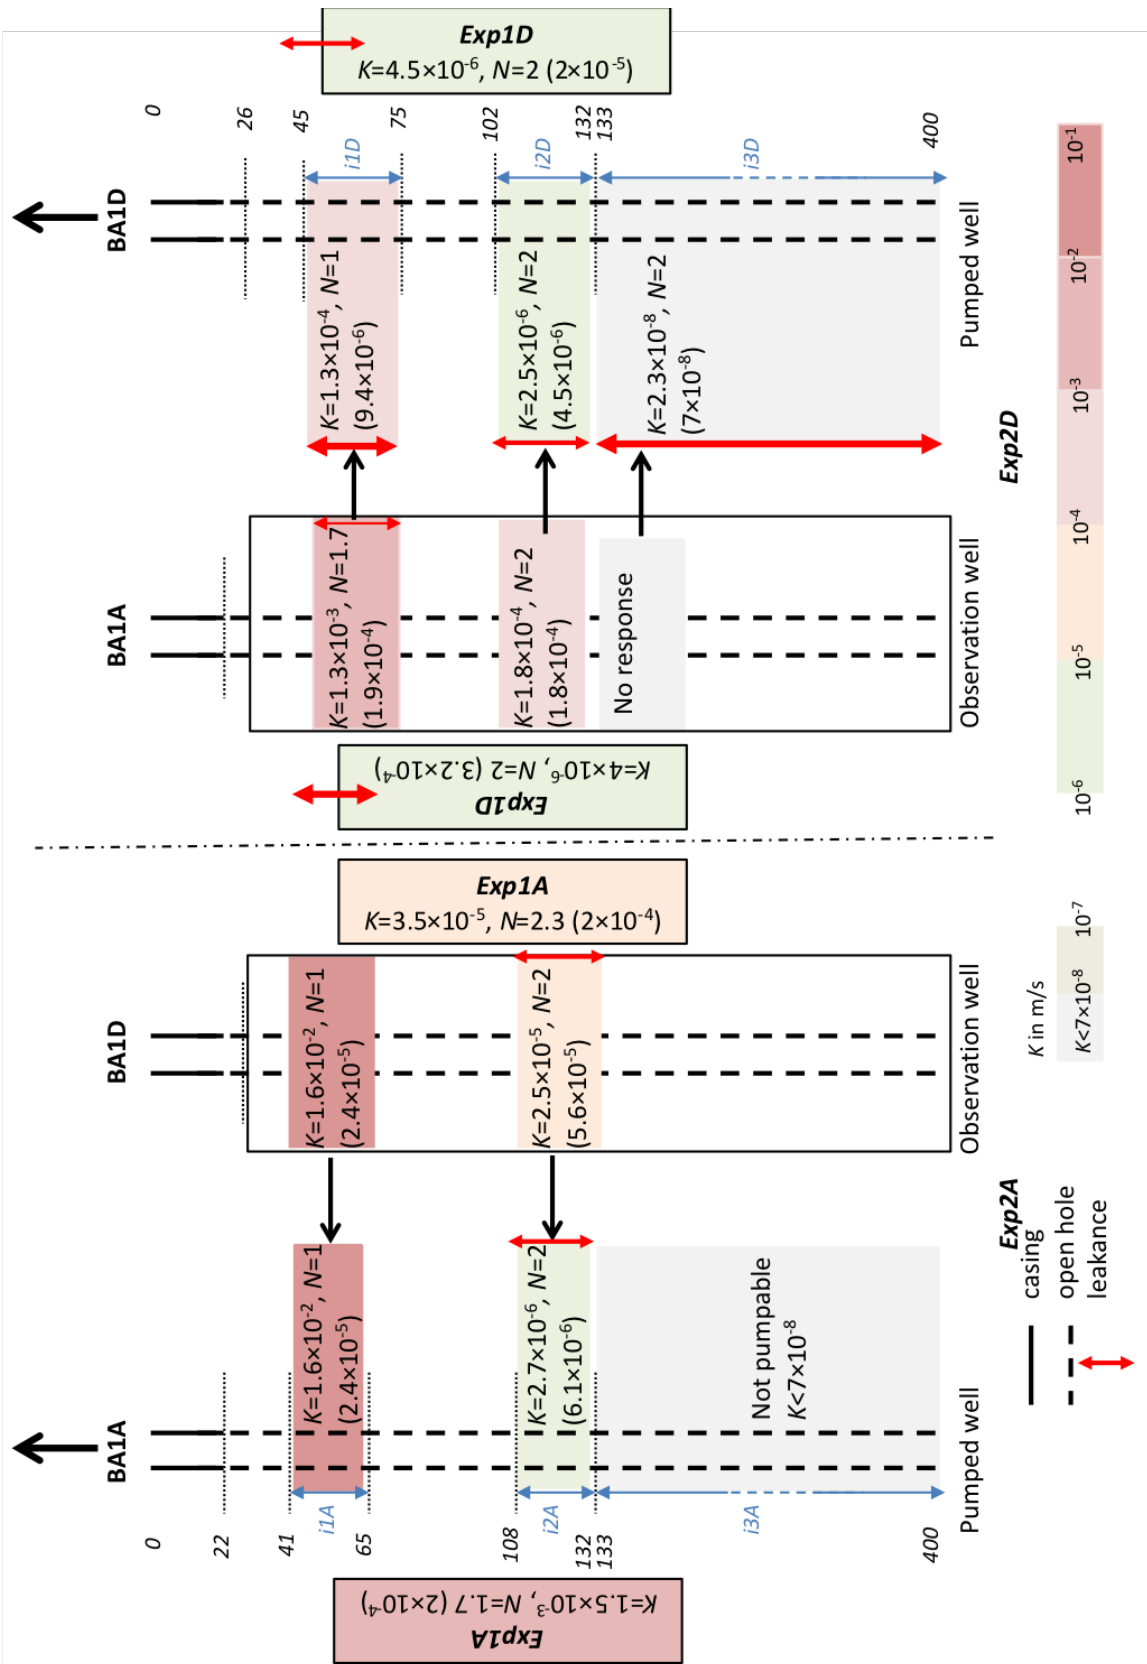 BA1A
BA1D
BA1A
BA1D
Exp1A
K=1.5×10⁻³, N=1.7 (2×10⁻⁴)
0
22
41
65
108
132
133
400
i1A
i2A
i3A
K=1.6×10⁻², N=1
(2.4×10⁻⁵)
K=2.7×10⁻⁶, N=2
(6.1×10⁻⁶)
Not pumpable
K<7×10⁻⁸
Pumped well
K=1.6×10⁻², N=1
(2.4×10⁻⁵)
K=2.5×10⁻⁵, N=2
(5.6×10⁻⁵)
Observation well
Exp1A
K=3.5×10⁻⁵, N=2.3 (2×10⁻⁴)
Exp1D
K=4×10⁻⁶, N=2 (3.2×10⁻⁴)
K=1.3×10⁻³, N=1.7
(1.9×10⁻⁴)
K=1.8×10⁻⁴, N=2
(1.8×10⁻⁴)
No response
Observation well
K=1.3×10⁻⁴, N=1
(9.4×10⁻⁶)
K=2.5×10⁻⁶, N=2
(4.5×10⁻⁶)
K=2.3×10⁻⁸, N=2
(7×10⁻⁸)
Pumped well
i1D
i2D
i3D
0
26
45
75
102
132
133
400
Exp1D
K=4.5×10⁻⁶, N=2 (2×10⁻⁵)
Exp2A
Exp2D
casing
open hole
leakance
K in m/s
K<7×10⁻⁸
10⁻⁷
10⁻⁶
10⁻⁵
10⁻⁴
10⁻³
10⁻²
10⁻¹